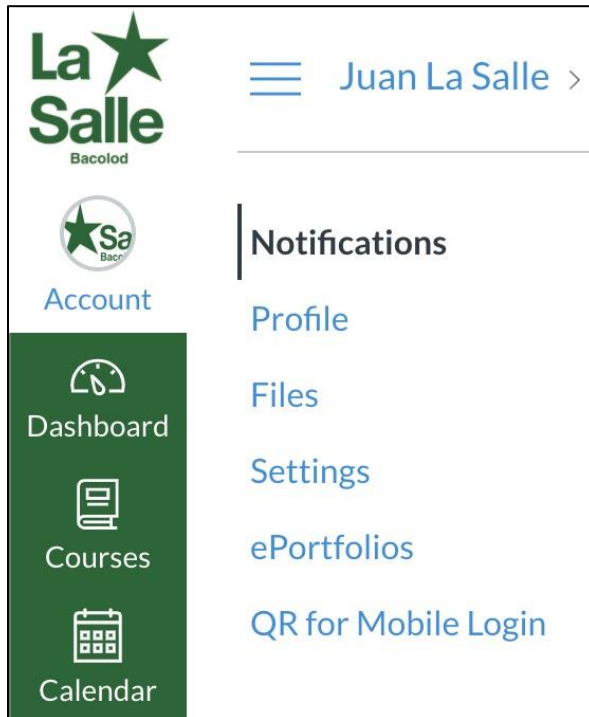 La
Salle
Bacolod
Juan La Salle >
Sa
Baco
Account
Dashboard
Courses
Calendar
Notifications
Profile
Files
Settings
ePortfolios
QR for Mobile Login